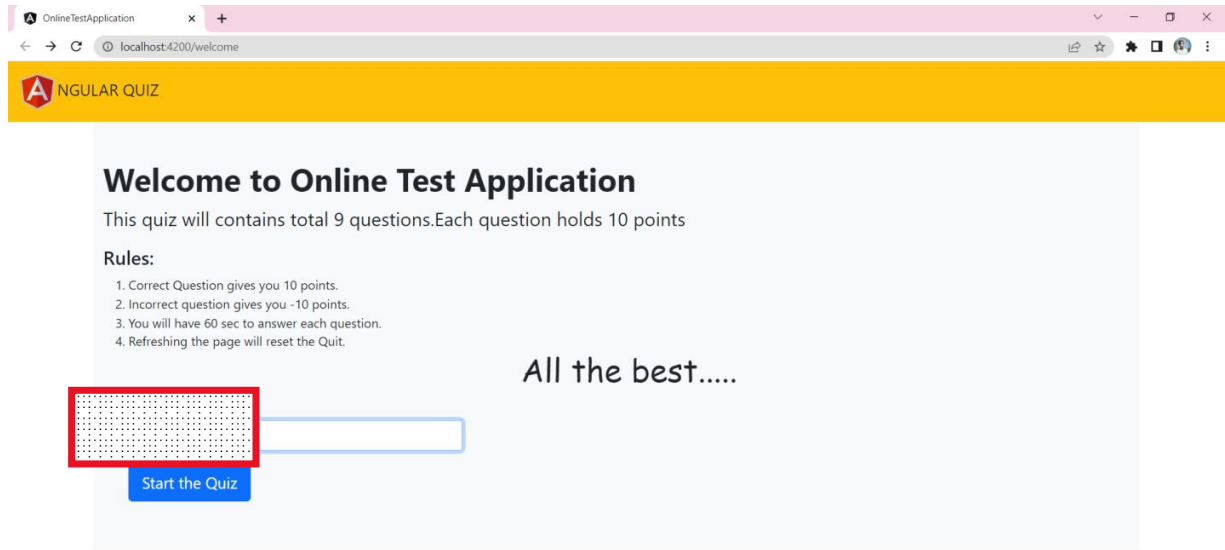 OnlineTestApplication
localhost:4200/welcome
NGULAR QUIZ
Welcome to Online Test Application
This quiz will contains total 9 questions.Each question holds 10 points
Rules:
1. Correct Question gives you 10 points.
2. Incorrect question gives you -10 points.
3. You will have 60 sec to answer each question.
4. Refreshing the page will reset the Quit.
All the best.....
Start the Quiz